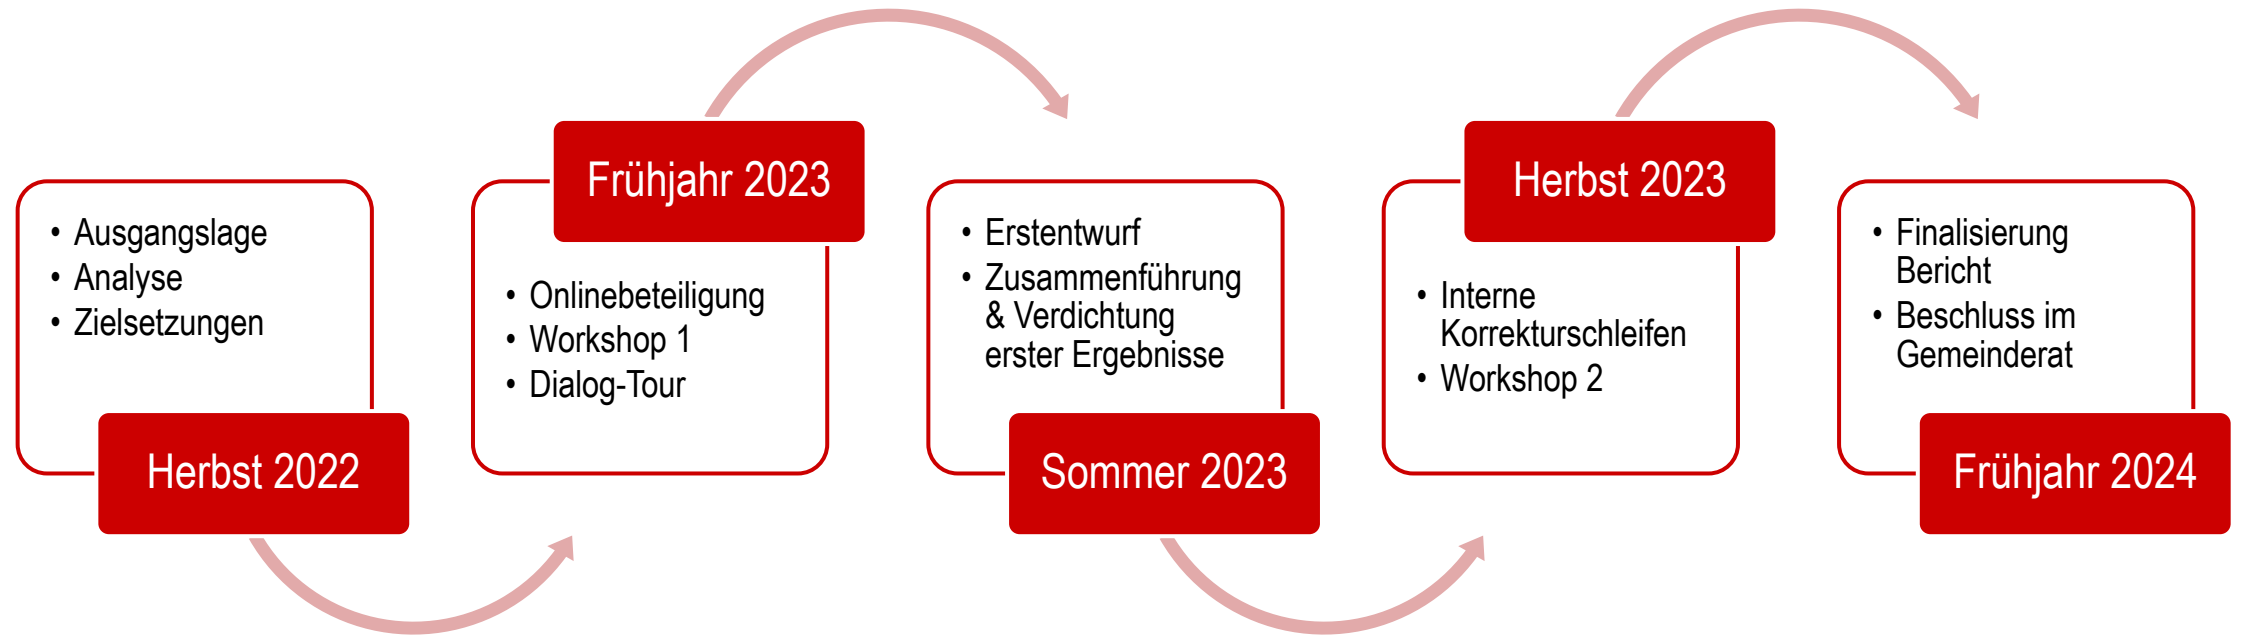 • Ausgangslage
• Analyse
• Zielsetzungen
Herbst 2022
Frühjahr 2023
• Onlinebeteiligung
• Workshop 1
• Dialog-Tour
• Erstentwurf
• Zusammenführung
& Verdichtung
erster Ergebnisse
Sommer 2023
Herbst 2023
• Interne
Korrekturschleifen
• Workshop 2
• Finalisierung
Bericht
• Beschluss im
Gemeinderat
Frühjahr 2024